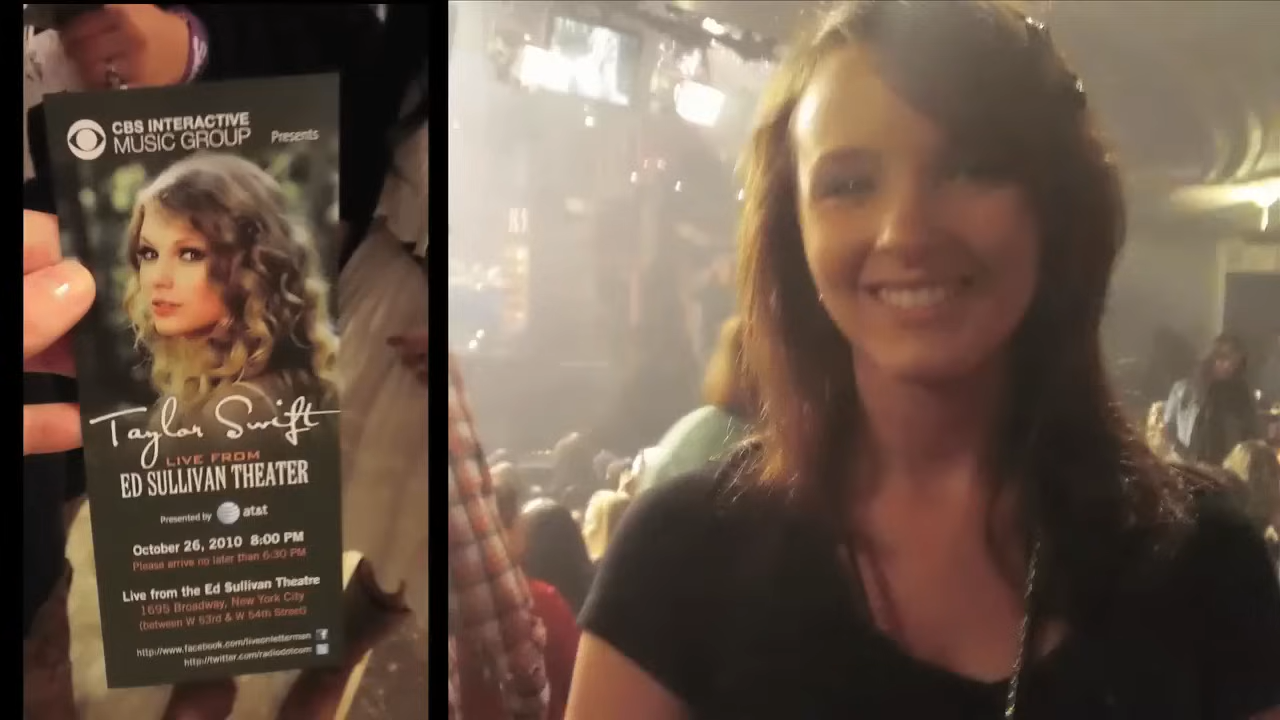 CBS INTERACTIVE
MUSIC GROUP Presents
Taylor Swift
LIVE FROM
ED SULLIVAN THEATER
Presented by at&t
October 26, 2010 8:00 PM
Please arrive no later than 6:30 PM
Live from the Ed Sullivan Theatre
1695 Broadway, New York City
(between W 53rd & W 54th Street)
http://www.facebook.com/liveonletterman f
http://twitter.com/radiodotcom